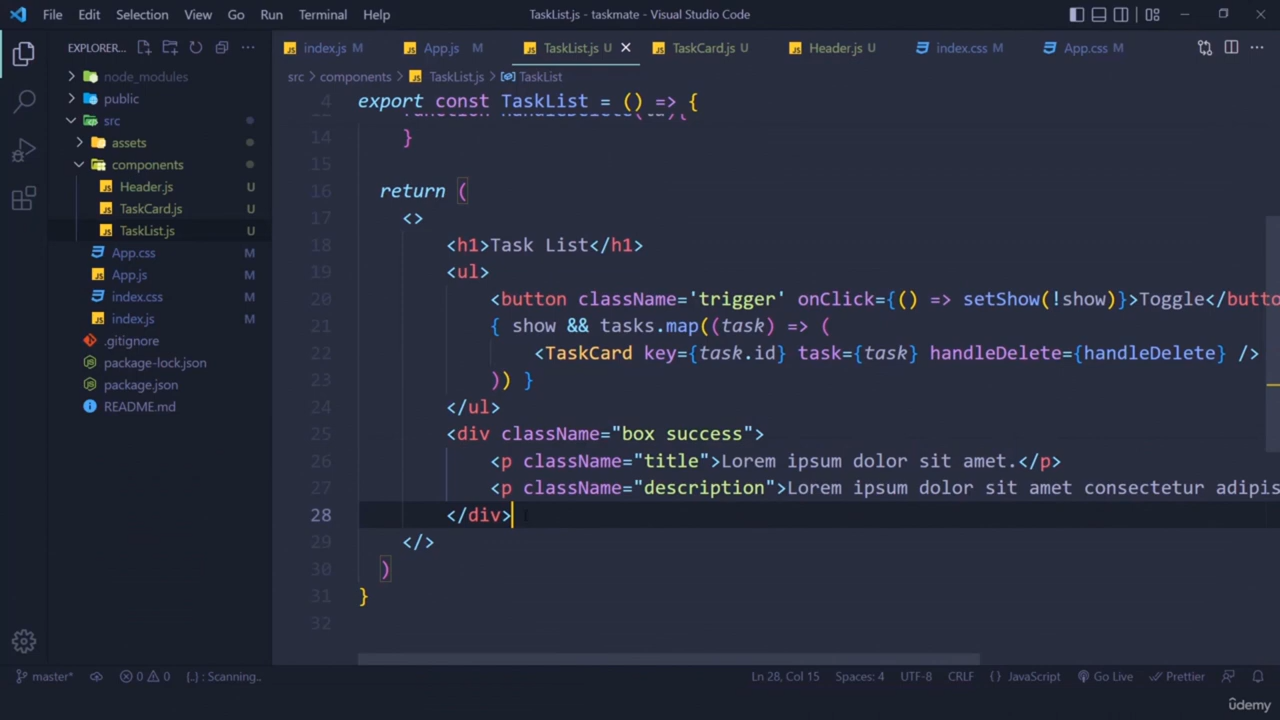 File Edit Selection View Go Run Terminal Help TaskList.js - taskmate - Visual Studio Code
EXPLORER...
index.js M App.js M TaskList.js U TaskCard.js U Header.js U index.css M App.css M
src > components > TaskList.js > TaskList
node_modules
public
src
assets
components
Header.js U
TaskCard.js U
TaskList.js U
App.css M
App.js M
index.css M
index.js M
.gitignore
package-lock.json
package.json
README.md
4 export const TaskList = () => {
14 }
15
16 return (
17 <>
18 <h1>Task List</h1>
19 <ul>
20 <button className='trigger' onClick={() => setShow(!show)}>Toggle</butto
21 { show && tasks.map((task) => (
22 <TaskCard key={task.id} task={task} handleDelete={handleDelete} />
23 )) }
24 </ul>
25 <div className="box success">
26 <p className="title">Lorem ipsum dolor sit amet.</p>
27 <p className="description">Lorem ipsum dolor sit amet consectetur adipis
28 </div>
29 </>
30 )
31 }
32
master* 0 0 {..} : Scanning.. Ln 28, Col 15 Spaces: 4 UTF-8 CRLF {} JavaScript Go Live Prettier
ûdemy